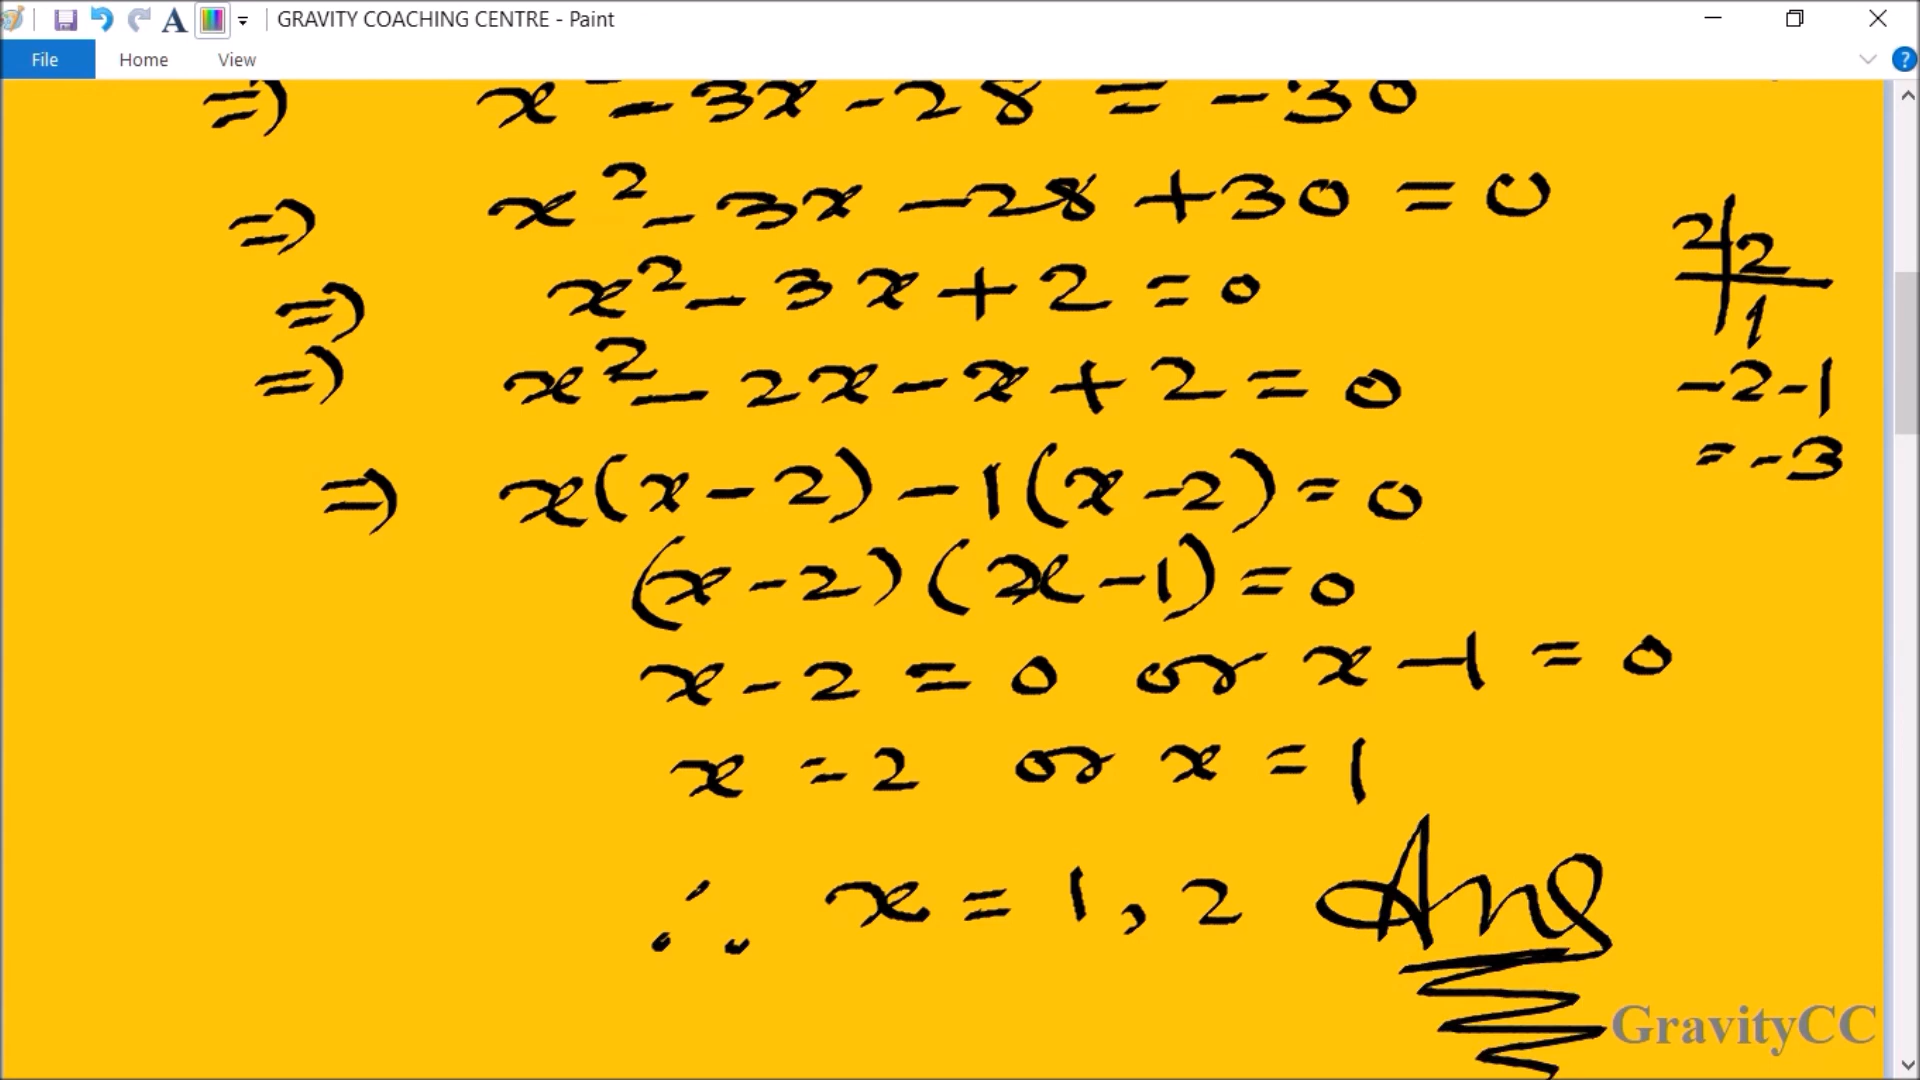 GRAVITY COACHING CENTRE - Paint
File Home View
=> x² - 3x - 28 = - 30
=> x² - 3x - 28 + 30 = 0
=> x² - 3x + 2 = 0
=> x² - 2x - x + 2 = 0
=> x(x - 2) - 1(x - 2) = 0
(x - 2) (x - 1) = 0
x - 2 = 0 or x - 1 = 0
x = 2 or x = 1
∴ x = 1, 2 Ans
2 | 2
1
- 2 - 1
= - 3
GravityCC